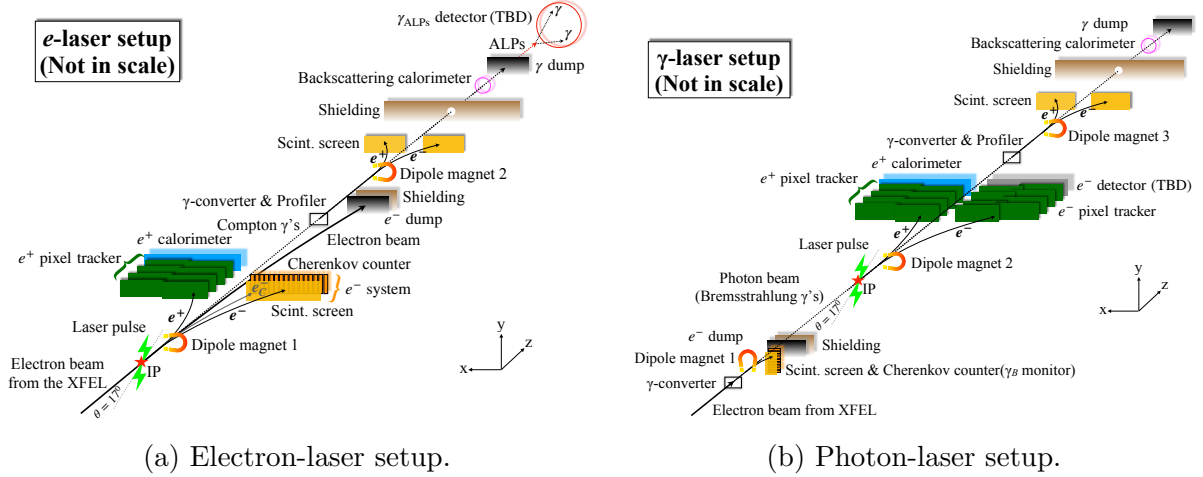 e-laser setup
(Not in scale)
γALPs detector (TBD)
γ
γ
ALPs
γ dump
Backscattering calorimeter
Shielding
Scint. screen
e⁺
e⁻
Dipole magnet 2
γ-converter & Profiler
Shielding
e⁻ dump
Compton γ's
Electron beam
e⁺ calorimeter
e⁺ pixel tracker
Cherenkov counter
e⁻ system
e⁻C
Scint. screen
e⁺
e⁻
Laser pulse
Dipole magnet 1
IP
Electron beam
from the XFEL
θ = 17⁰
y
x
z
(a) Electron-laser setup.
γ-laser setup
(Not in scale)
γ dump
Backscattering calorimeter
Shielding
Scint. screen
e⁺
e⁻
Dipole magnet 3
γ-converter & Profiler
e⁺ calorimeter
e⁺ pixel tracker
e⁻ detector (TBD)
e⁻ pixel tracker
e⁺
e⁻
Laser pulse
Dipole magnet 2
IP
Photon beam
(Bremsstrahlung γ's)
θ = 17⁰
e⁻ dump
Shielding
Dipole magnet 1
Scint. screen & Cherenkov counter(γB monitor)
γ-converter
Electron beam from XFEL
y
x
z
(b) Photon-laser setup.